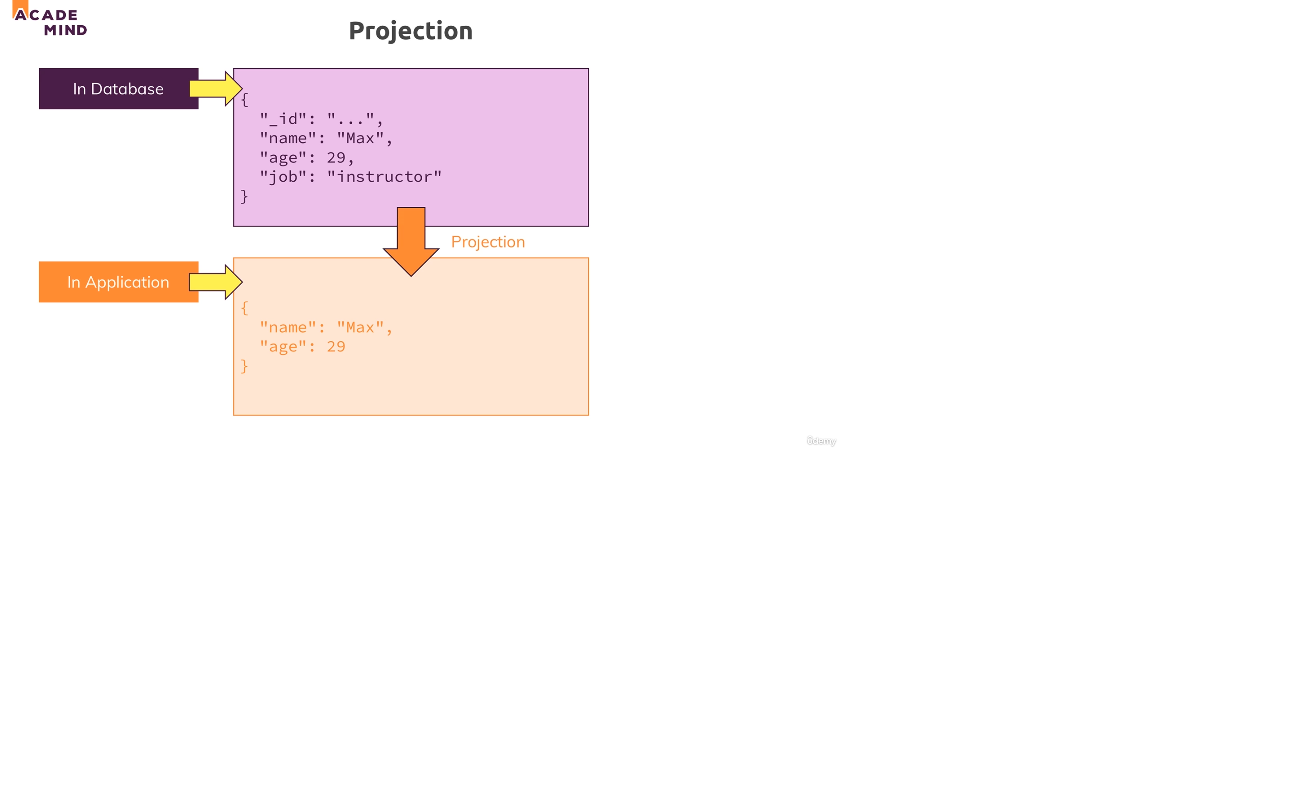 ACADE
MIND
Projection
In Database
{
  "_id": "...",
  "name": "Max",
  "age": 29,
  "job": "instructor"
}
Projection
In Application
{
  "name": "Max",
  "age": 29
}
ûdemy